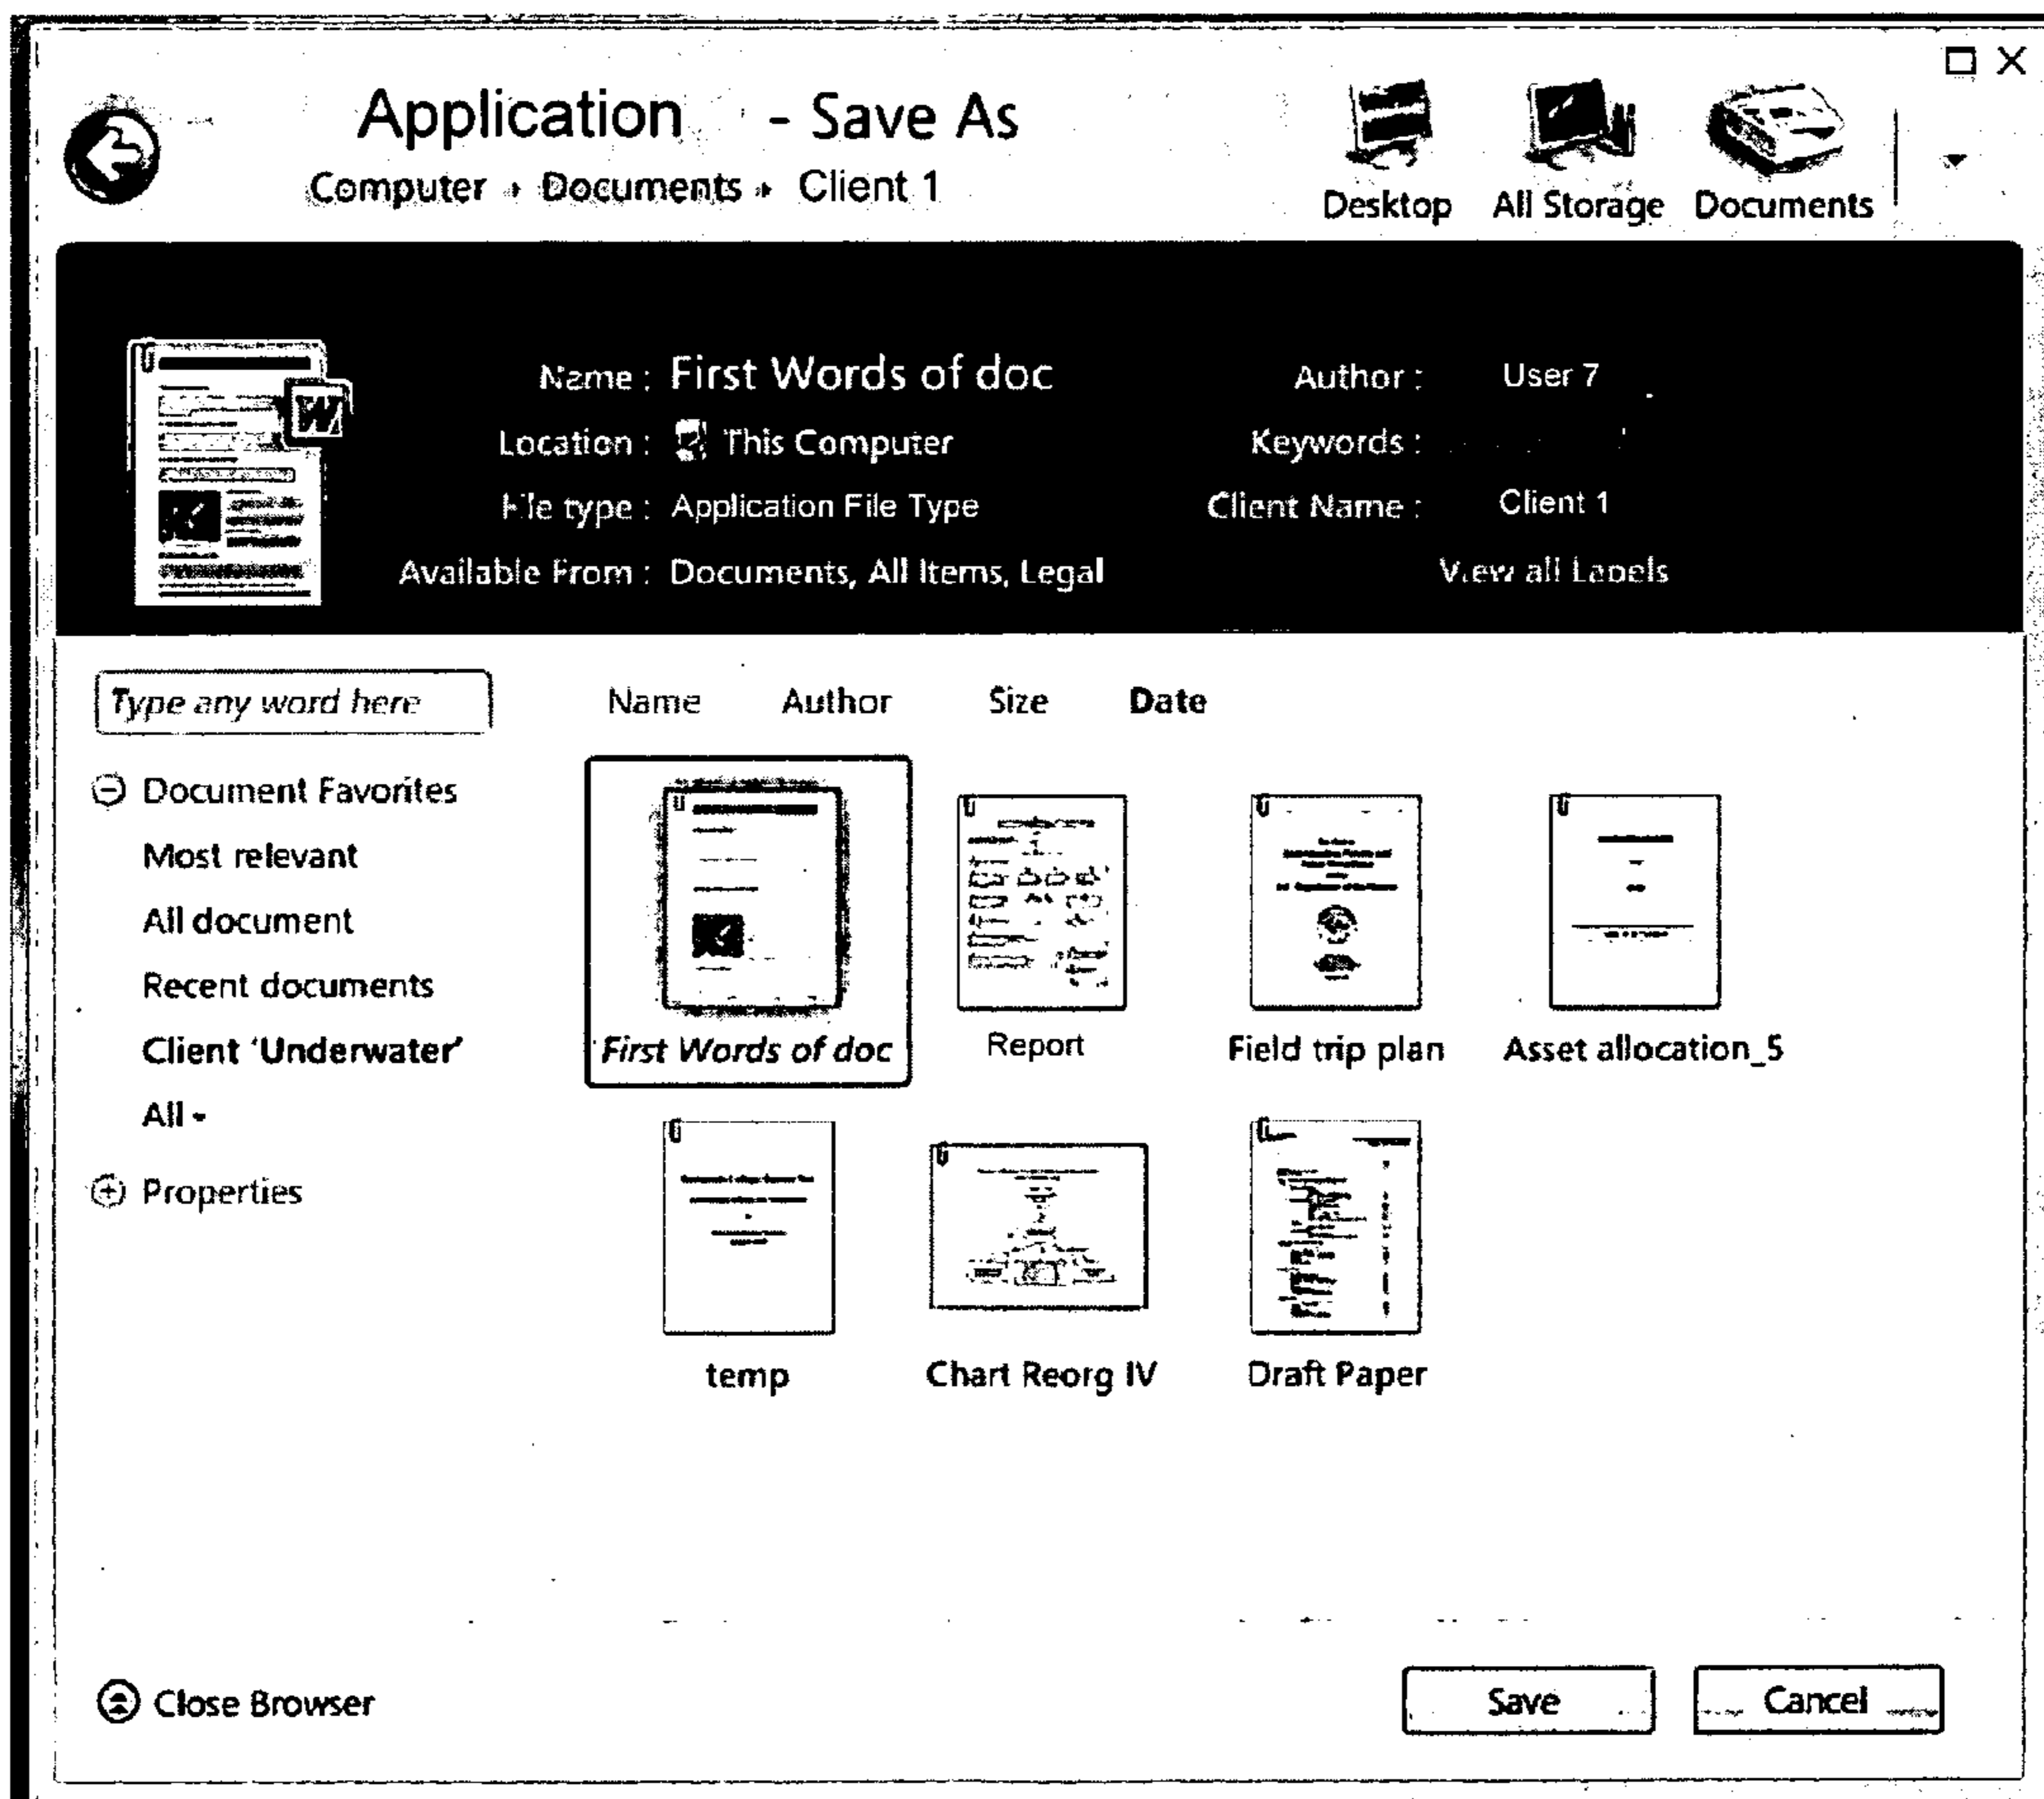 Application - Save As
Computer ▸ Documents ▸ Client 1
Desktop All Storage Documents
Name : First Words of doc Author : User 7
Location : This Computer Keywords :
File type : Application File Type Client Name : Client 1
Available From : Documents, All Items, Legal View all Labels
W
Type any word here Name Author Size Date
Document Favorites
Most relevant
All document
Recent documents
Client 'Underwater'
All
Properties
First Words of doc Report Field trip plan Asset allocation_5
temp Chart Reorg IV Draft Paper
Close Browser Save Cancel